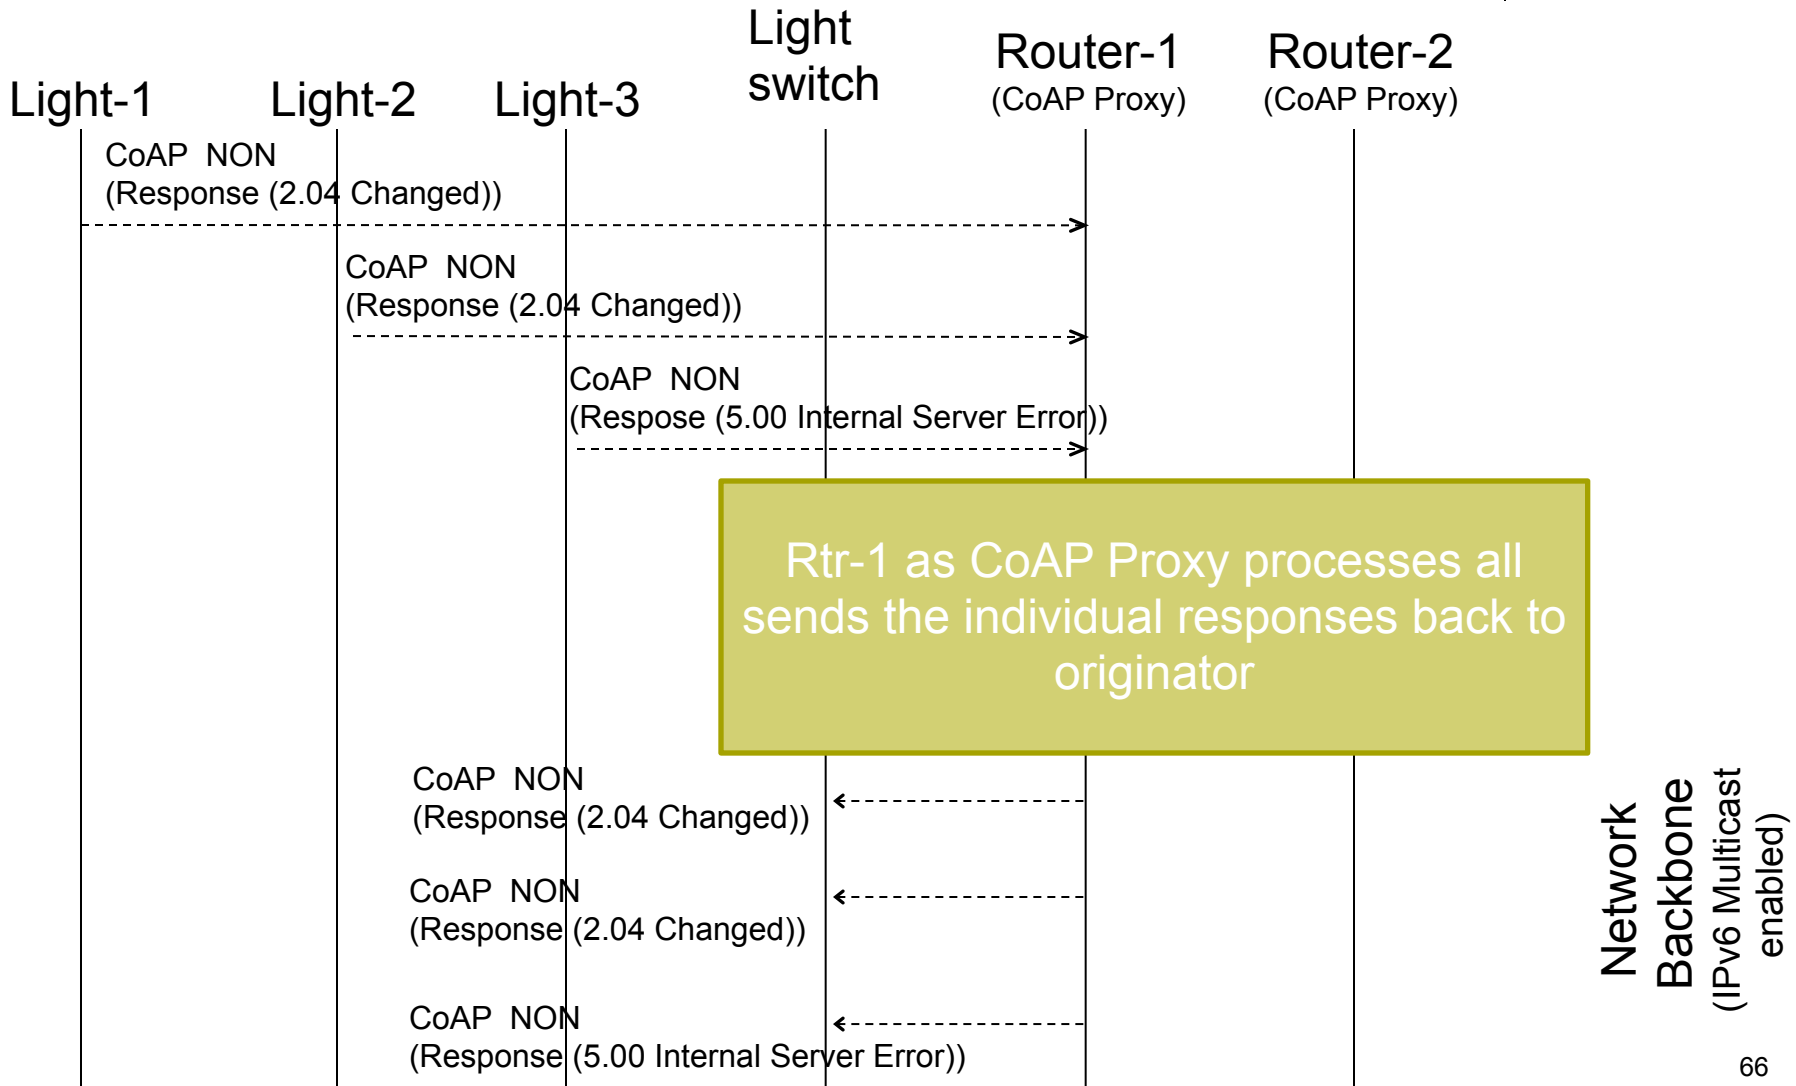 Light
switch
Router-1
(CoAP Proxy)
Router-2
(CoAP Proxy)
Light-1
Light-2
Light-3
CoAP  NON
(Response (2.04 Changed))
CoAP  NON
(Response (2.04 Changed))
CoAP  NON
(Respose (5.00 Internal Server Error))
Rtr-1 as CoAP Proxy processes all
sends the individual responses back to
originator
CoAP  NON
(Response (2.04 Changed))
CoAP  NON
(Response (2.04 Changed))
CoAP  NON
(Response (5.00 Internal Server Error))
Network
Backbone
(IPv6 Multicast
enabled)
66